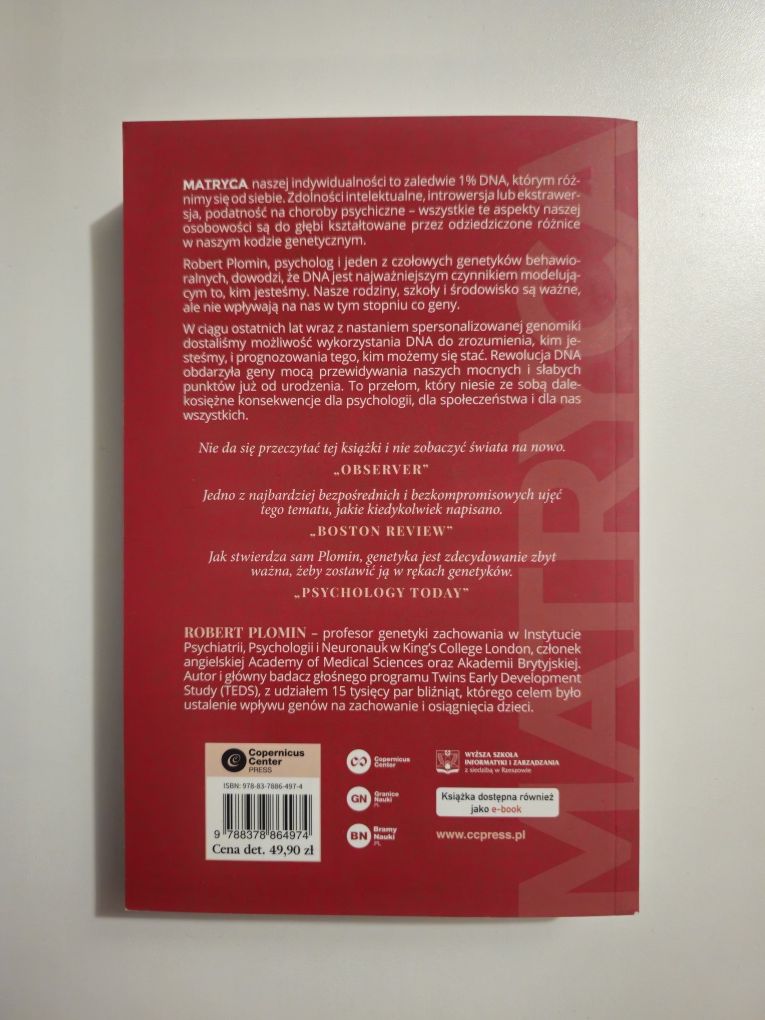 MATRYCA naszej indywidualności to zaledwie 1% DNA, którym róż-
nimy się od siebie. Zdolności intelektualne, introwersja lub ekstrawer-
sja, podatność na choroby psychiczne – wszystkie te aspekty naszej
osobowości są do głębi kształtowane przez odziedziczone różnice
w naszym kodzie genetycznym.
Robert Plomin, psycholog i jeden z czołowych genetyków behawio-
ralnych, dowodzi, że DNA jest najważniejszym czynnikiem modelują-
cym to, kim jesteśmy. Nasze rodziny, szkoły i środowisko są ważne,
ale nie wpływają na nas w tym stopniu co geny.
W ciągu ostatnich lat wraz z nastaniem spersonalizowanej genomiki
dostaliśmy możliwość wykorzystania DNA do zrozumienia, kim je-
steśmy, i prognozowania tego, kim możemy się stać. Rewolucja DNA
obdarzyła geny mocą przewidywania naszych mocnych i słabych
punktów już od urodzenia. To przełom, który niesie ze sobą dale-
kosiężne konsekwencje dla psychologii, dla społeczeństwa i dla nas
wszystkich.
Nie da się przeczytać tej książki i nie zobaczyć świata na nowo.
„OBSERVER”
Jedno z najbardziej bezpośrednich i bezkompromisowych ujęć
tego tematu, jakie kiedykolwiek napisano.
„BOSTON REVIEW”
Jak stwierdza sam Plomin, genetyka jest zdecydowanie zbyt
ważna, żeby zostawić ją w rękach genetyków.
„PSYCHOLOGY TODAY”
ROBERT PLOMIN – profesor genetyki zachowania w Instytucie
Psychiatrii, Psychologii i Neuronauk w King's College London, członek
angielskiej Academy of Medical Sciences oraz Akademii Brytyjskiej.
Autor i główny badacz głośnego programu Twins Early Development
Study (TEDS), z udziałem 15 tysięcy par bliźniąt, którego celem było
ustalenie wpływu genów na zachowanie i osiągnięcia dzieci.
Copernicus
Center
PRESS
ISBN: 978-83-7886-497-4
9 788378 864974
Cena det. 49,90 zł
Copernicus
Center
GN Granice
Nauki
PL
BN Bramy
Nauki
PL
WYŻSZA SZKOŁA
INFORMATYKI I ZARZĄDZANIA
z siedzibą w Rzeszowie
Książka dostępna również
jako e-book
www.ccpress.pl
MATRYCA